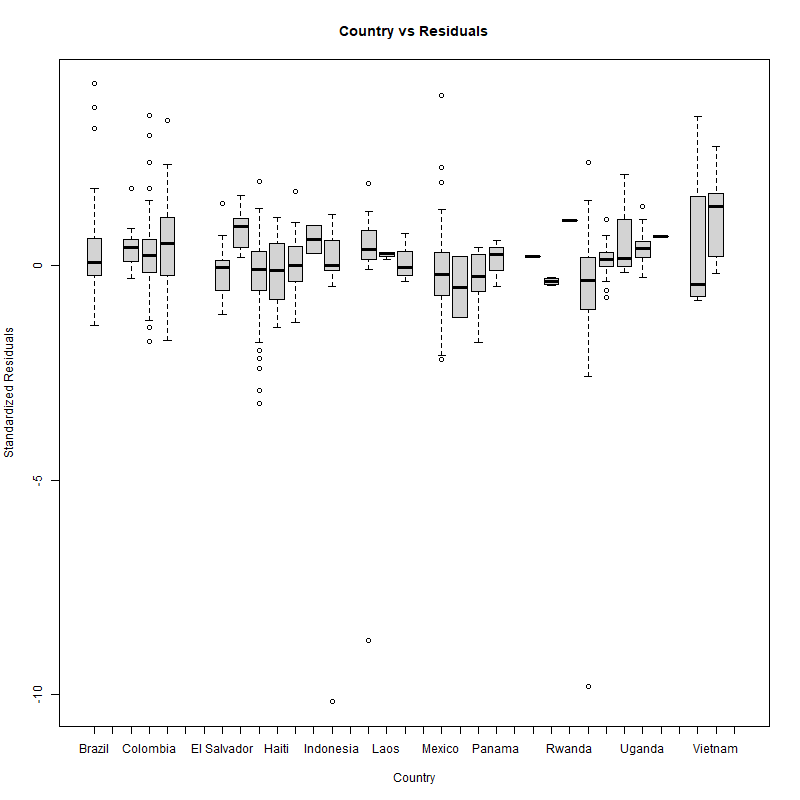 Country vs Residuals
Standardized Residuals
0
-5
-10
Brazil Colombia El Salvador Haiti Indonesia Laos Mexico Panama Rwanda Uganda Vietnam
Country